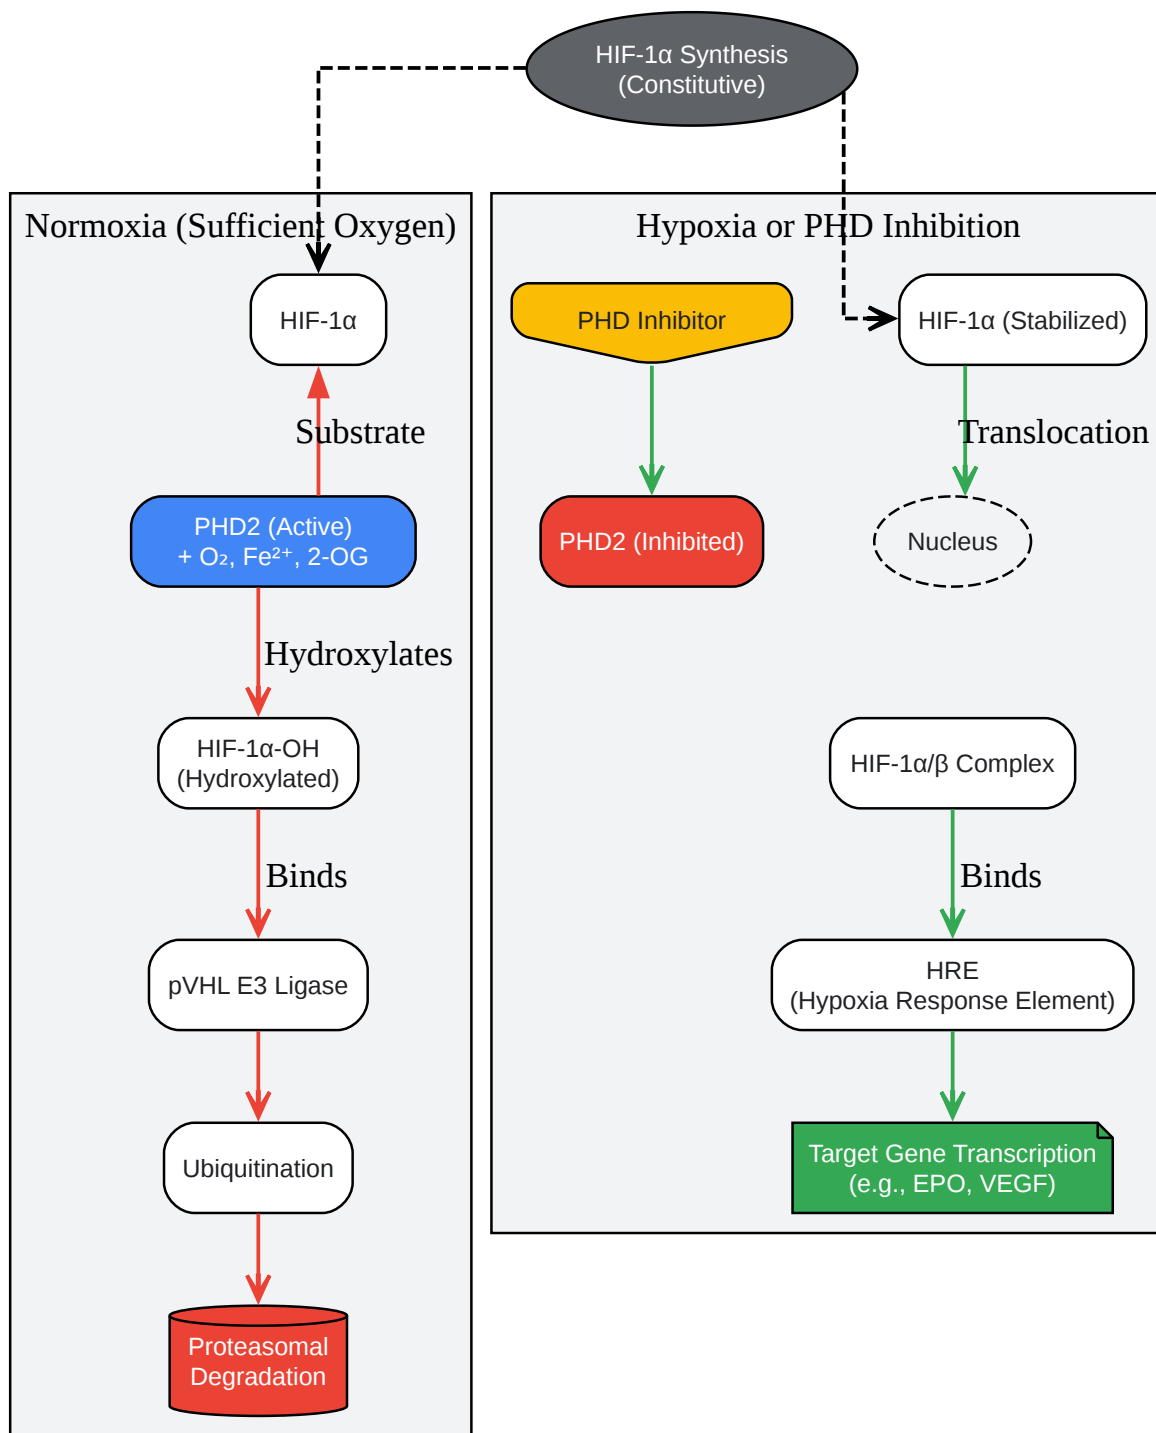 HIF-1α Synthesis
(Constitutive)
Normoxia (Sufficient Oxygen)
HIF-1α
Substrate
PHD2 (Active)
+ O₂, Fe²⁺, 2-OG
Hydroxylates
HIF-1α-OH
(Hydroxylated)
Binds
pVHL E3 Ligase
Ubiquitination
Proteasomal
Degradation
Hypoxia or PHD Inhibition
PHD Inhibitor
HIF-1α (Stabilized)
Translocation
PHD2 (Inhibited)
Nucleus
HIF-1α/β Complex
Binds
HRE
(Hypoxia Response Element)
Target Gene Transcription
(e.g., EPO, VEGF)